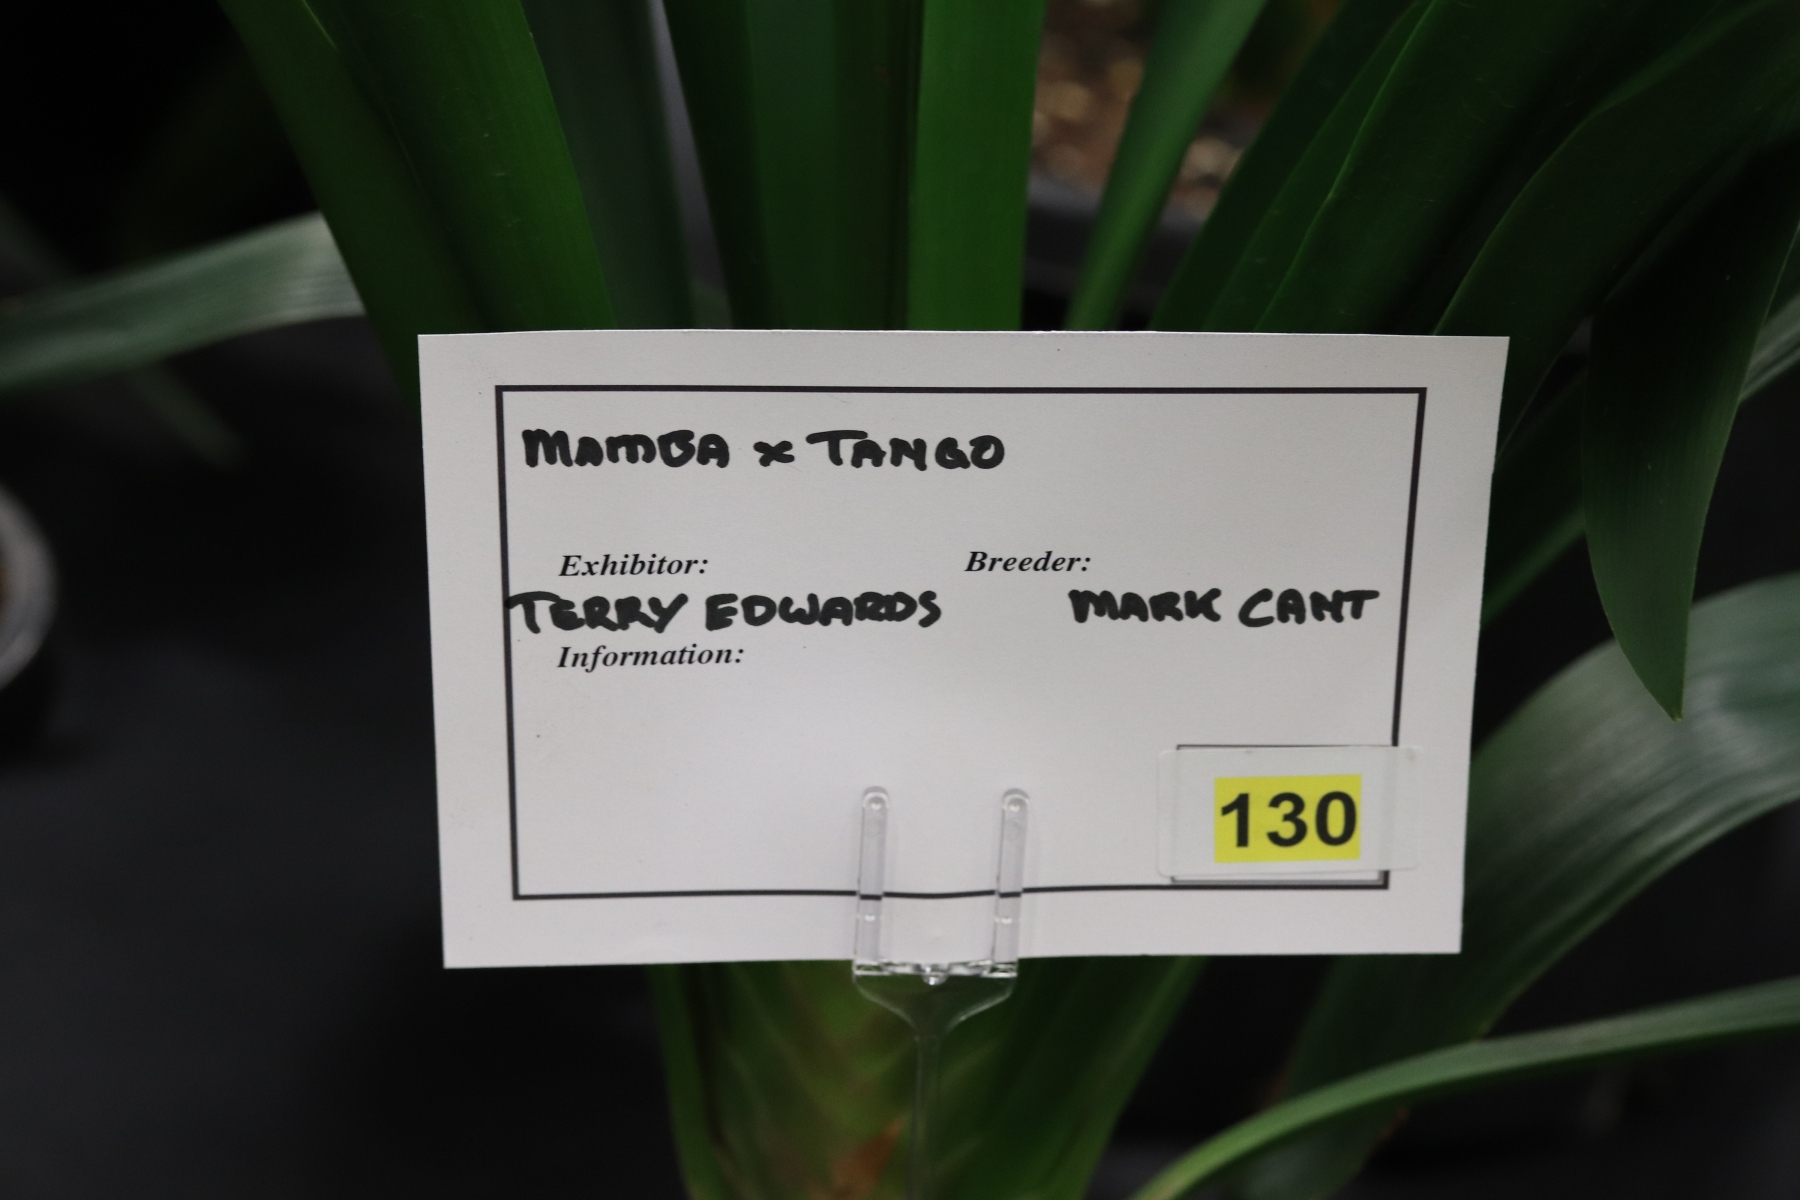 MAMBA x TANGO
Exhibitor: Breeder:
TERRY EDWARDS MARK CANT
Information:
130